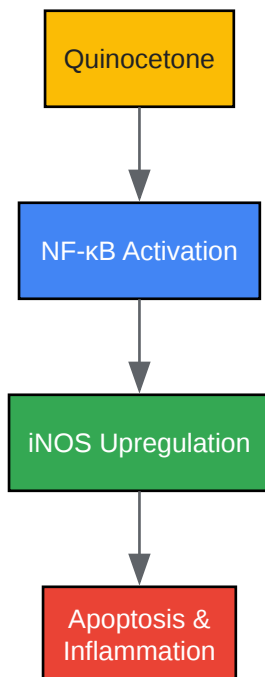 Quinocetone
NF-κB Activation
iNOS Upregulation
Apoptosis &
Inflammation